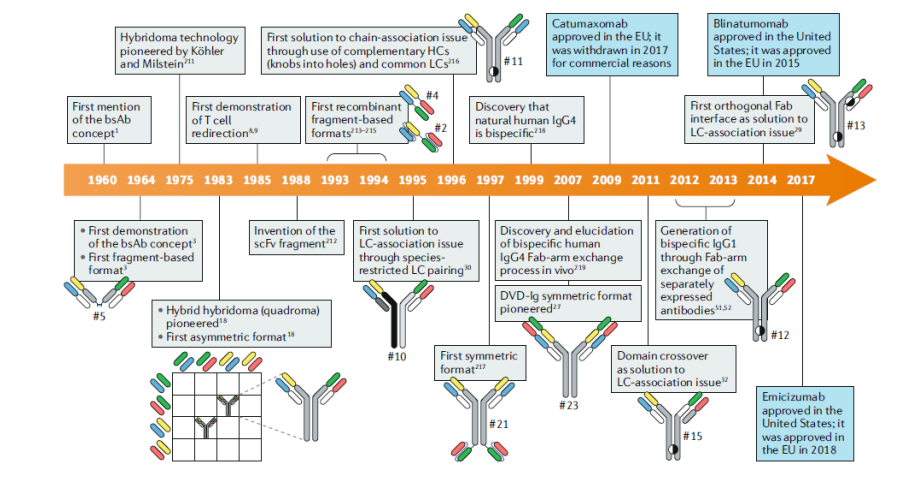 Hybridoma technology
pioneered by Köhler
and Milstein211
First solution to chain-association issue
through use of complementary HCs
(knobs into holes) and common LCs216
#11
Catumaxomab
approved in the EU; it
was withdrawn in 2017
for commercial reasons
Blinatumomab
approved in the United
States; it was approved
in the EU in 2015
First mention
of the bsAb
concept1
First demonstration
of T cell
redirection8,9
First recombinant
fragment-based
formats213–215
#4
#2
Discovery that
natural human IgG4
is bispecific218
First orthogonal Fab
interface as solution to
LC-association issue29
#13
1960 1964 1975 1983 1985 1988 1993 1994 1995 1996 1997 1999 2007 2009 2011 2012 2013 2014 2017
• First demonstration
of the bsAb concept3
• First fragment-based
format3
#5
Invention of the
scFv fragment212
First solution to
LC-association issue
through species-
restricted LC pairing30
#10
Discovery and elucidation
of bispecific human
IgG4 Fab-arm exchange
process in vivo219
DVD-Ig symmetric format
pioneered27
#23
Generation of
bispecific IgG1
through Fab-arm
exchange of
separately
expressed
antibodies51,52
#12
• Hybrid hybridoma (quadroma)
pioneered18
• First asymmetric format18
First symmetric
format217
#21
Domain crossover
as solution to
LC-association issue32
#15
Emicizumab
approved in the
United States; it
was approved in
the EU in 2018